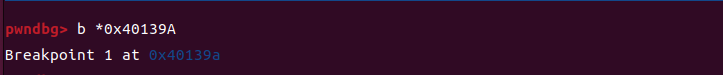 pwndbg> b *0x40139A
Breakpoint 1 at 0x40139a